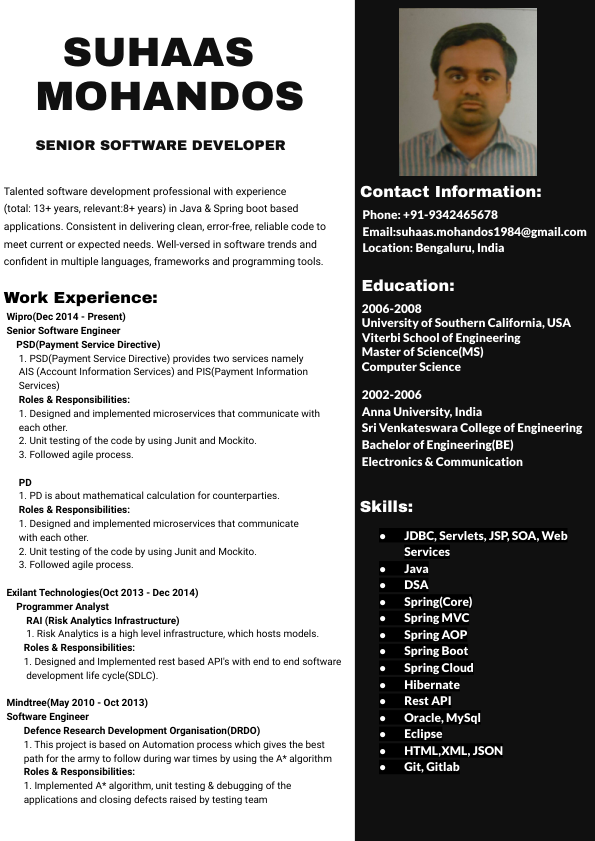 SUHAAS
MOHANDOS
SENIOR SOFTWARE DEVELOPER
Talented software development professional with experience
(total: 13+ years, relevant:8+ years) in Java & Spring boot based
applications. Consistent in delivering clean, error-free, reliable code to
meet current or expected needs. Well-versed in software trends and
confident in multiple languages, frameworks and programming tools.
Work Experience:
Wipro(Dec 2014 - Present)
Senior Software Engineer
PSD(Payment Service Directive)
1. PSD(Payment Service Directive) provides two services namely
AIS (Account Information Services) and PIS(Payment Information
Services)
Roles & Responsibilities:
1. Designed and implemented microservices that communicate with
each other.
2. Unit testing of the code by using Junit and Mockito.
3. Followed agile process.
PD
1. PD is about mathematical calculation for counterparties.
Roles & Responsibilities:
1. Designed and implemented microservices that communicate
with each other.
2. Unit testing of the code by using Junit and Mockito.
3. Followed agile process.
Exilant Technologies(Oct 2013 - Dec 2014)
Programmer Analyst
RAI (Risk Analytics Infrastructure)
1. Risk Analytics is a high level infrastructure, which hosts models.
Roles & Responsibilities:
1. Designed and Implemented rest based API's with end to end software
development life cycle(SDLC).
Mindtree(May 2010 - Oct 2013)
Software Engineer
Defence Research Development Organisation(DRDO)
1. This project is based on Automation process which gives the best
path for the army to follow during war times by using the A* algorithm
Roles & Responsibilities:
1. Implemented A* algorithm, unit testing & debugging of the
applications and closing defects raised by testing team
Contact Information:
Phone: +91-9342465678
Email:suhaas.mohandos1984@gmail.com
Location: Bengaluru, India
Education:
2006-2008
University of Southern California, USA
Viterbi School of Engineering
Master of Science(MS)
Computer Science
2002-2006
Anna University, India
Sri Venkateswara College of Engineering
Bachelor of Engineering(BE)
Electronics & Communication
Skills:
● JDBC, Servlets, JSP, SOA, Web
Services
● Java
● DSA
● Spring(Core)
● Spring MVC
● Spring AOP
● Spring Boot
● Spring Cloud
● Hibernate
● Rest API
● Oracle, MySql
● Eclipse
● HTML,XML, JSON
● Git, Gitlab